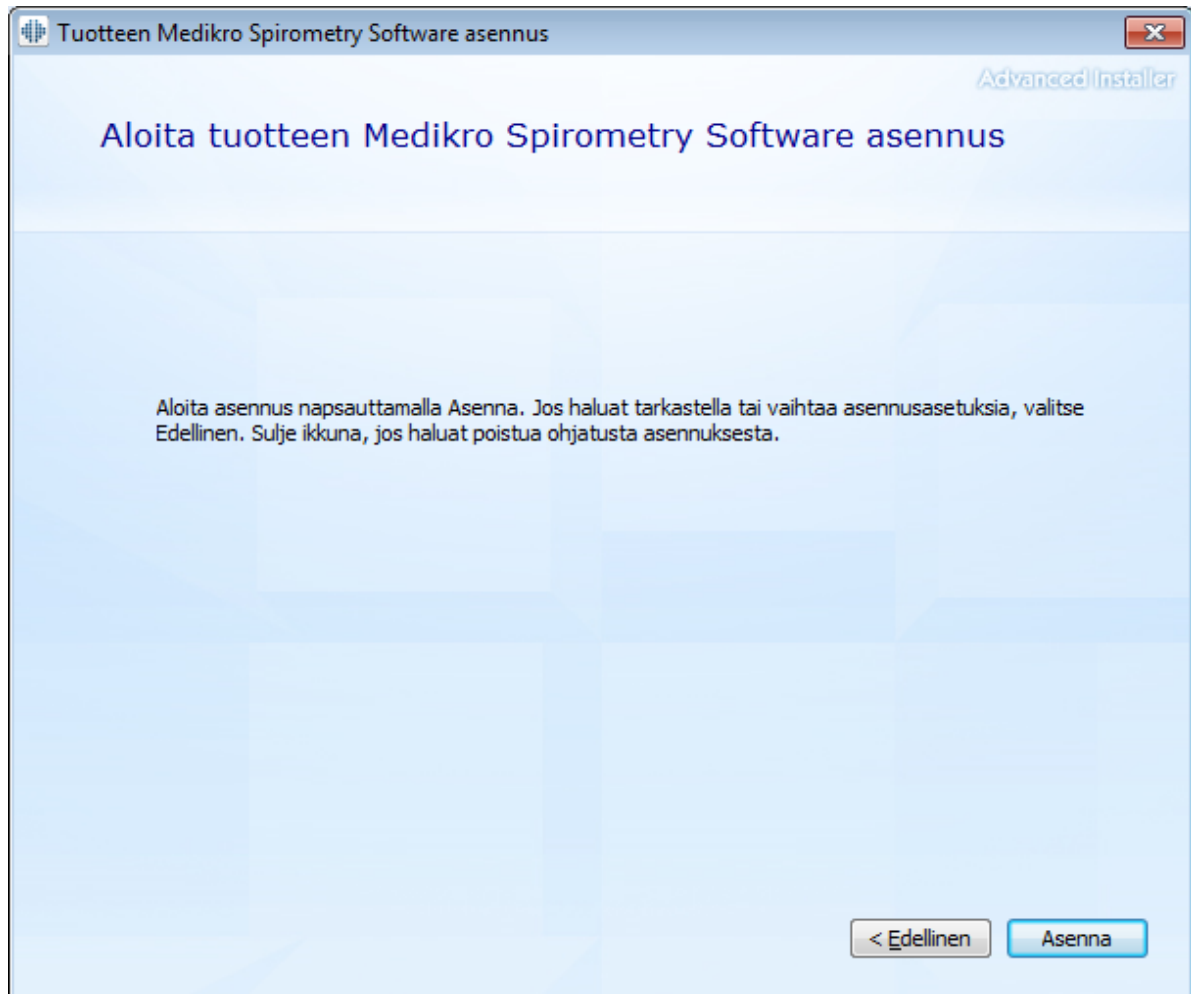 Tuotteen Medikro Spirometry Software asennus
Advanced Installer
Aloita tuotteen Medikro Spirometry Software asennus
Aloita asennus napsauttamalla Asenna. Jos haluat tarkastella tai vaihtaa asennusasetuksia, valitse
Edellinen. Sulje ikkuna, jos haluat poistua ohjatusta asennuksesta.
< Edellinen Asenna